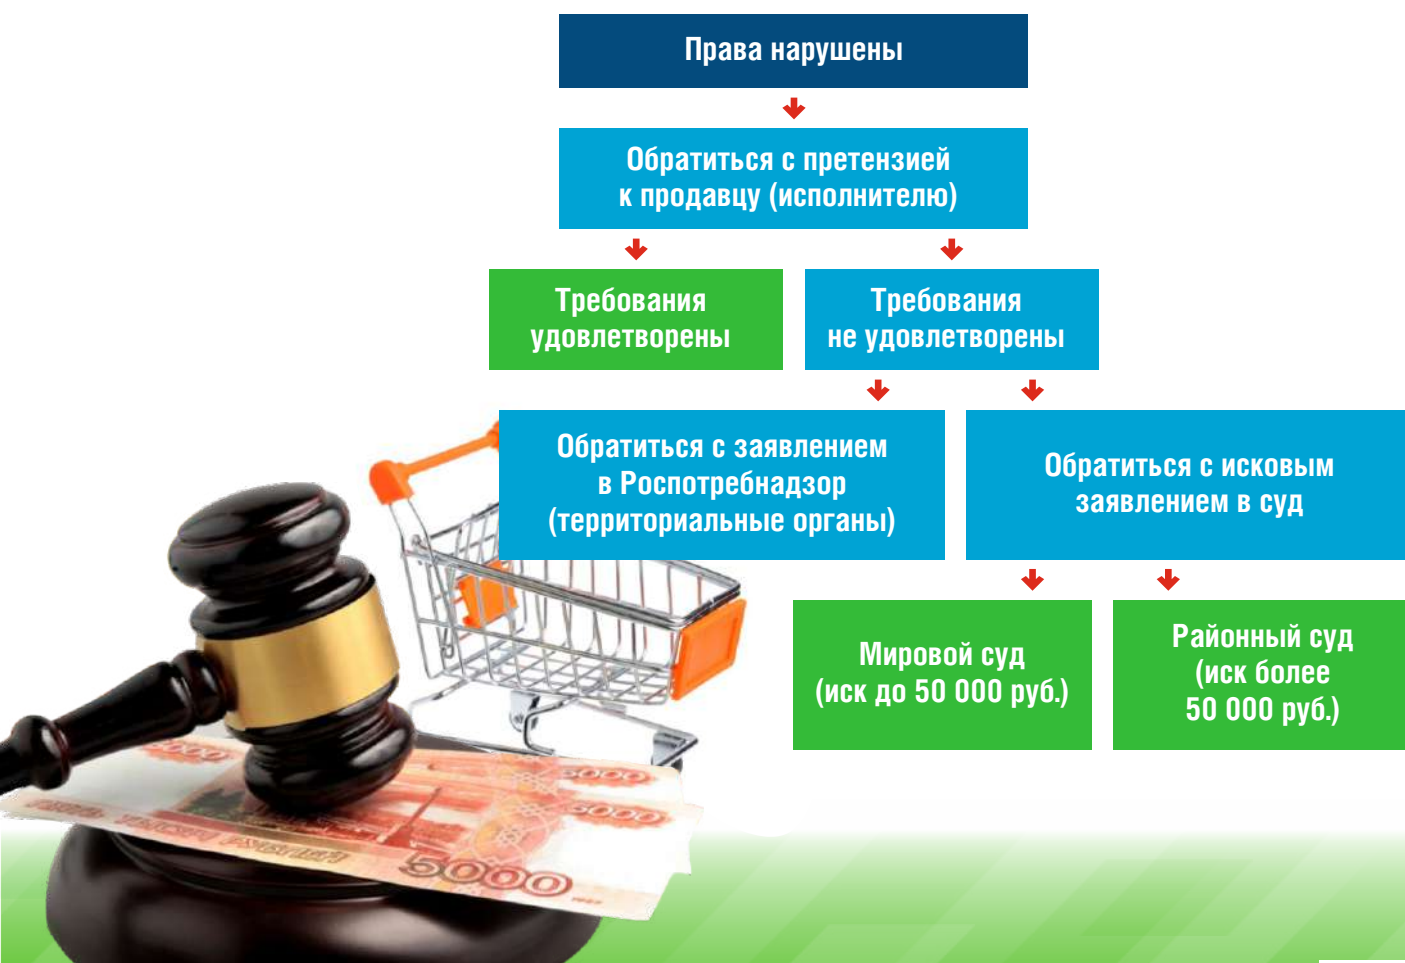 Права нарушены
Обратиться с претензией
к продавцу (исполнителю)
Требования
удовлетворены
Требования
не удовлетворены
Обратиться с заявлением
в Роспотребнадзор
(территориальные органы)
Обратиться с исковым
заявлением в суд
Мировой суд
(иск до 50 000 руб.)
Районный суд
(иск более
50 000 руб.)
5000
5000
5000